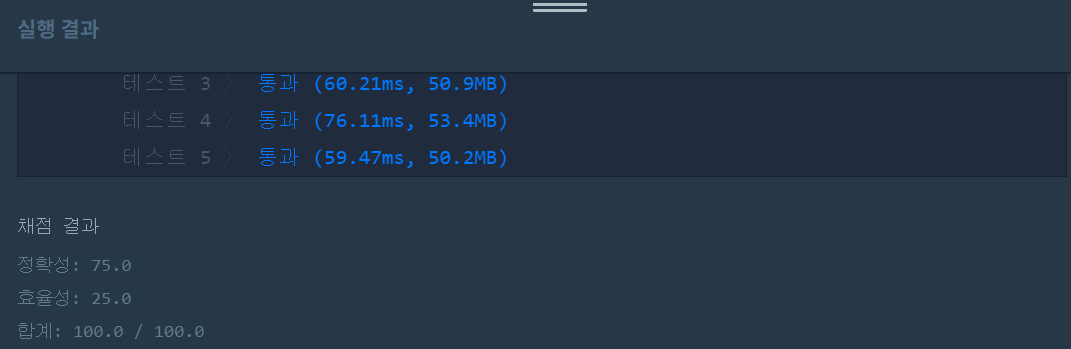 실행 결과
테스트 3 〉 통과 (60.21ms, 50.9MB)
테스트 4 〉 통과 (76.11ms, 53.4MB)
테스트 5 〉 통과 (59.47ms, 50.2MB)
채점 결과
정확성: 75.0
효율성: 25.0
합계: 100.0 / 100.0